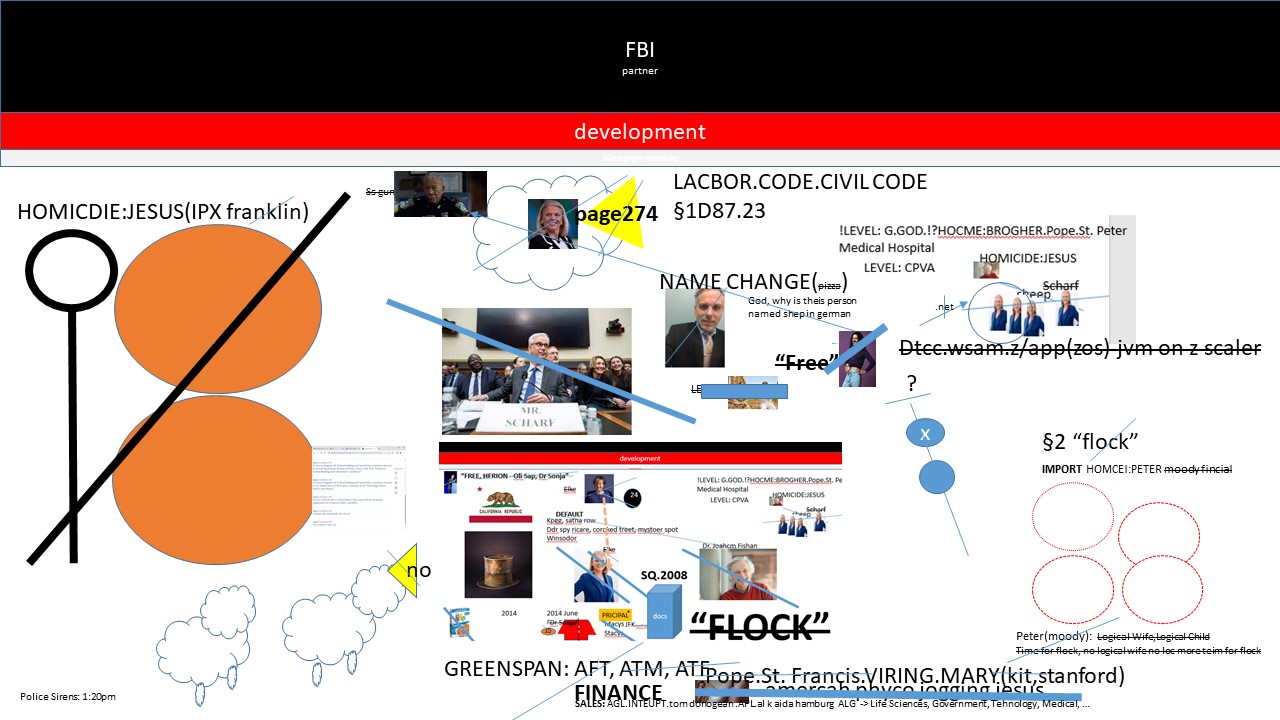 FBI
partner
development
Ss gun
page274
LACBOR.CODE.CIVIL CODE
§1D87.23
HOMICDIE:JESUS(IPX franklin)
!LEVEL: G.GOD.!?HOCME:BROGHER.Pope.St. Peter
Medical Hospital
LEVEL: CPVA
HOMICIDE:JESUS
Scharf
sheep
.net
NAME CHANGE(pizza)
God, why is theis person
named shep in german
“Free”
LE
Dtcc.wsam.z/app(zos) jvm on z scaler
?
MR.
SCHARF
X
§2 “flock”
IMPORT HOMCEI:PETER moody fincial
development
“FREE, HERION – Oli Sap, Dr Sonja”
Elke
24
!LEVEL: G.GOD.!?HOCME:BROGHER.Pope.St. Pe
Medical Hospital
LEVEL: CPVA
HOMICIDE:JESUS
Scharf
sheep
CALIFORNIA REPUBLIC
DEFAULT
Kpgg, satna row
Ddr spy ricare, corcked treet, mystoer spot
Winsodor
Elke
Dr. Joahcm Fishan
SQ.2008
docs
2014
2014 June
“Dr Sonja”
PRICIPAL
Macys JFK
Stacy
“FLOCK”
no
Peter(moody): Logical Wife,Logical Child
Time for flock, no logical wife no loc more teim for flock
GREENSPAN: AFT, ATM, ATF
FINANCE
Pope.St. Francis.VIRING.MARY(kit,stanford)
amercan phyco jogging jesus
Police Sirens: 1:20pm
SALES: AGL.INTEUPT.tom donogean .APL al k aida hamburg ALG -> Life Sciences, Government, Tehnology, Medical, ...